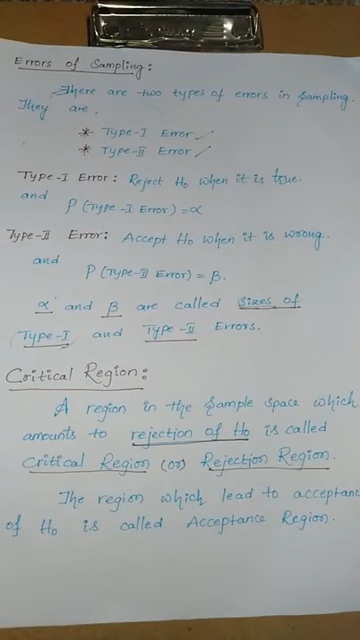 Errors of Sampling:
There are two types of errors in Sampling.
They are,
* Type-I Error
* Type-II Error
Type-I Error: Reject H0 when it is true.
and
P(Type-I Error) = α
Type-II Error: Accept H0 when it is wrong.
and
P(Type-II Error) = β.
α and β are called Sizes of
Type-I and Type-II Errors.
Critical Region:
A region in the Sample space which
amounts to rejection of H0 is called
Critical Region (or) Rejection Region.
The region which lead to acceptance
of H0 is called Acceptance Region.